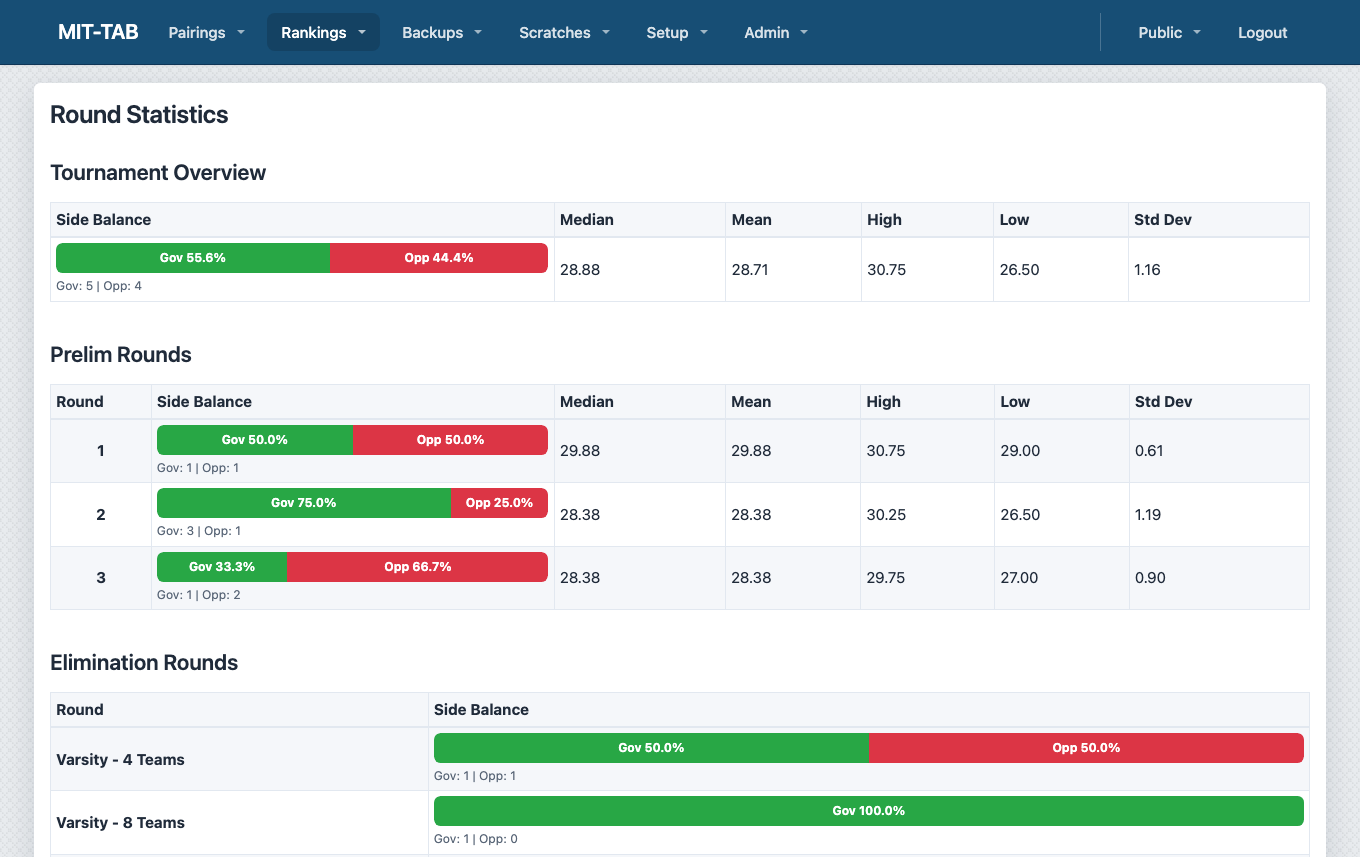 MIT-TAB Pairings Rankings Backups Scratches Setup Admin Public Logout
Round Statistics
Tournament Overview
Side Balance Median Mean High Low Std Dev
Gov 55.6% Opp 44.4%
28.88 28.71 30.75 26.50 1.16
Gov: 5 | Opp: 4
Prelim Rounds
Round Side Balance Median Mean High Low Std Dev
Gov 50.0% Opp 50.0%
1 29.88 29.88 30.75 29.00 0.61
Gov: 1 | Opp: 1
Gov 75.0% Opp 25.0%
2 28.38 28.38 30.25 26.50 1.19
Gov: 3 | Opp: 1
Gov 33.3% Opp 66.7%
3 28.38 28.38 29.75 27.00 0.90
Gov: 1 | Opp: 2
Elimination Rounds
Round Side Balance
Gov 50.0% Opp 50.0%
Varsity - 4 Teams
Gov: 1 | Opp: 1
Gov 100.0%
Varsity - 8 Teams
Gov: 1 | Opp: 0